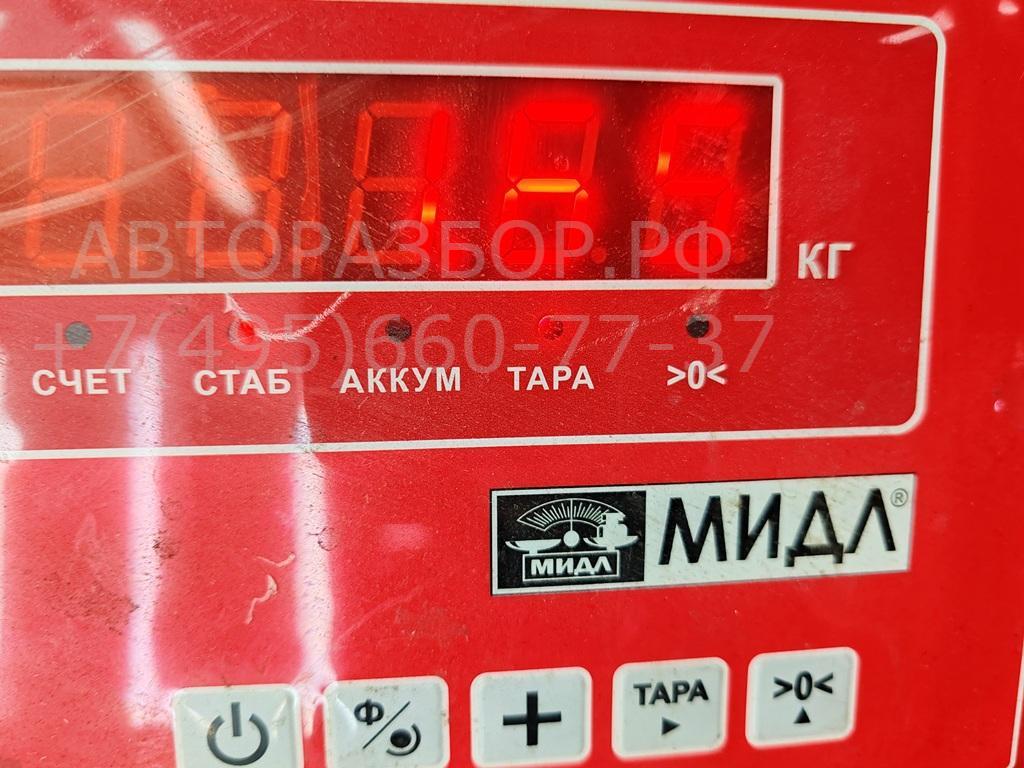 КГ
АВТОРАЗБОР.РФ
+7(495)660-77-37
СЧЕТ СТАБ АККУМ ТАРА >0<
МИДЛ МИДЛ®
Ф ТАРА >0<